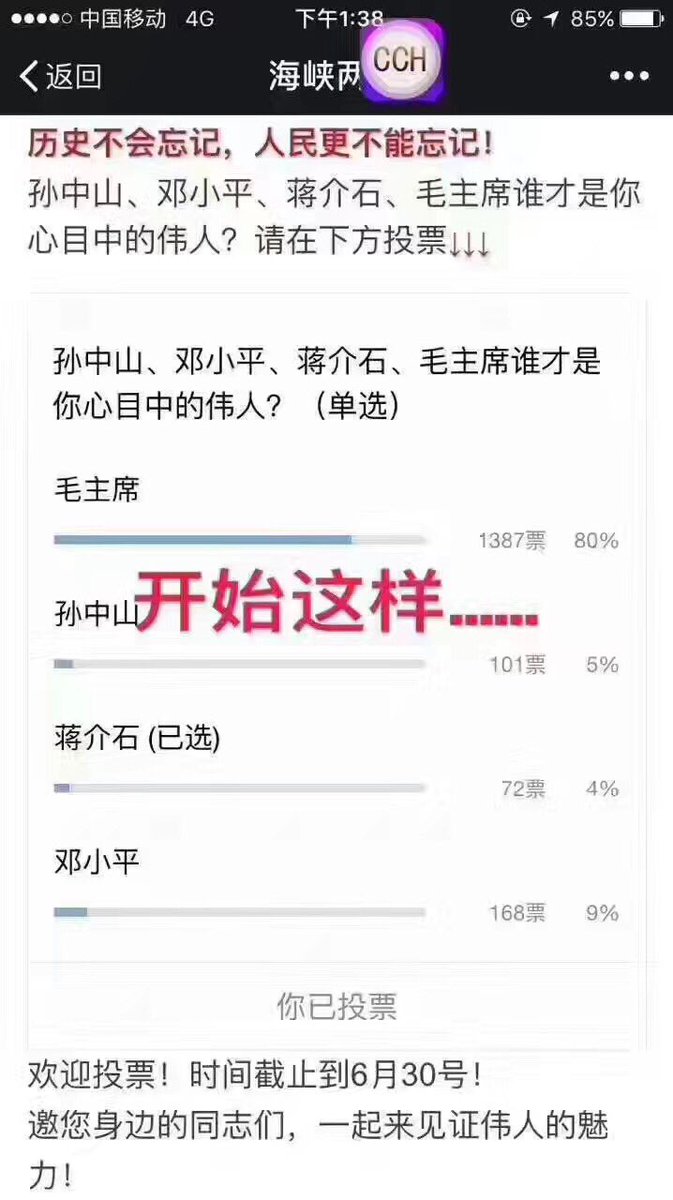 中国移动 4G 下午1:38 85%
返回 海峡两 CCH
历史不会忘记，人民更不能忘记！
孙中山、邓小平、蒋介石、毛主席谁才是你
心目中的伟人？请在下方投票↓↓↓
孙中山、邓小平、蒋介石、毛主席谁才是
你心目中的伟人？（单选）
毛主席
1387票 80%
开始这样......
孙中山
101票 5%
蒋介石 (已选)
72票 4%
邓小平
168票 9%
你已投票
欢迎投票！时间截止到6月30号！
邀您身边的同志们，一起来见证伟人的魅
力！